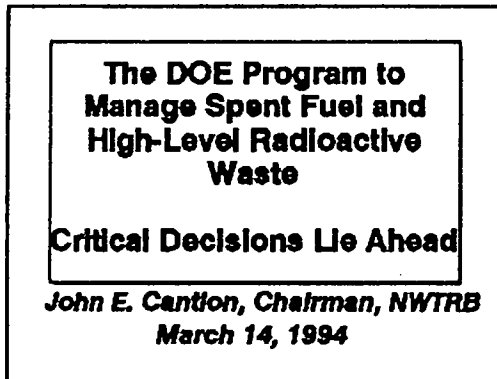 The DOE Program to
Manage Spent Fuel and
High-Level Radioactive
Waste
Critical Decisions Lie Ahead
John E. Cantlon, Chairman, NWTRB
March 14, 1994